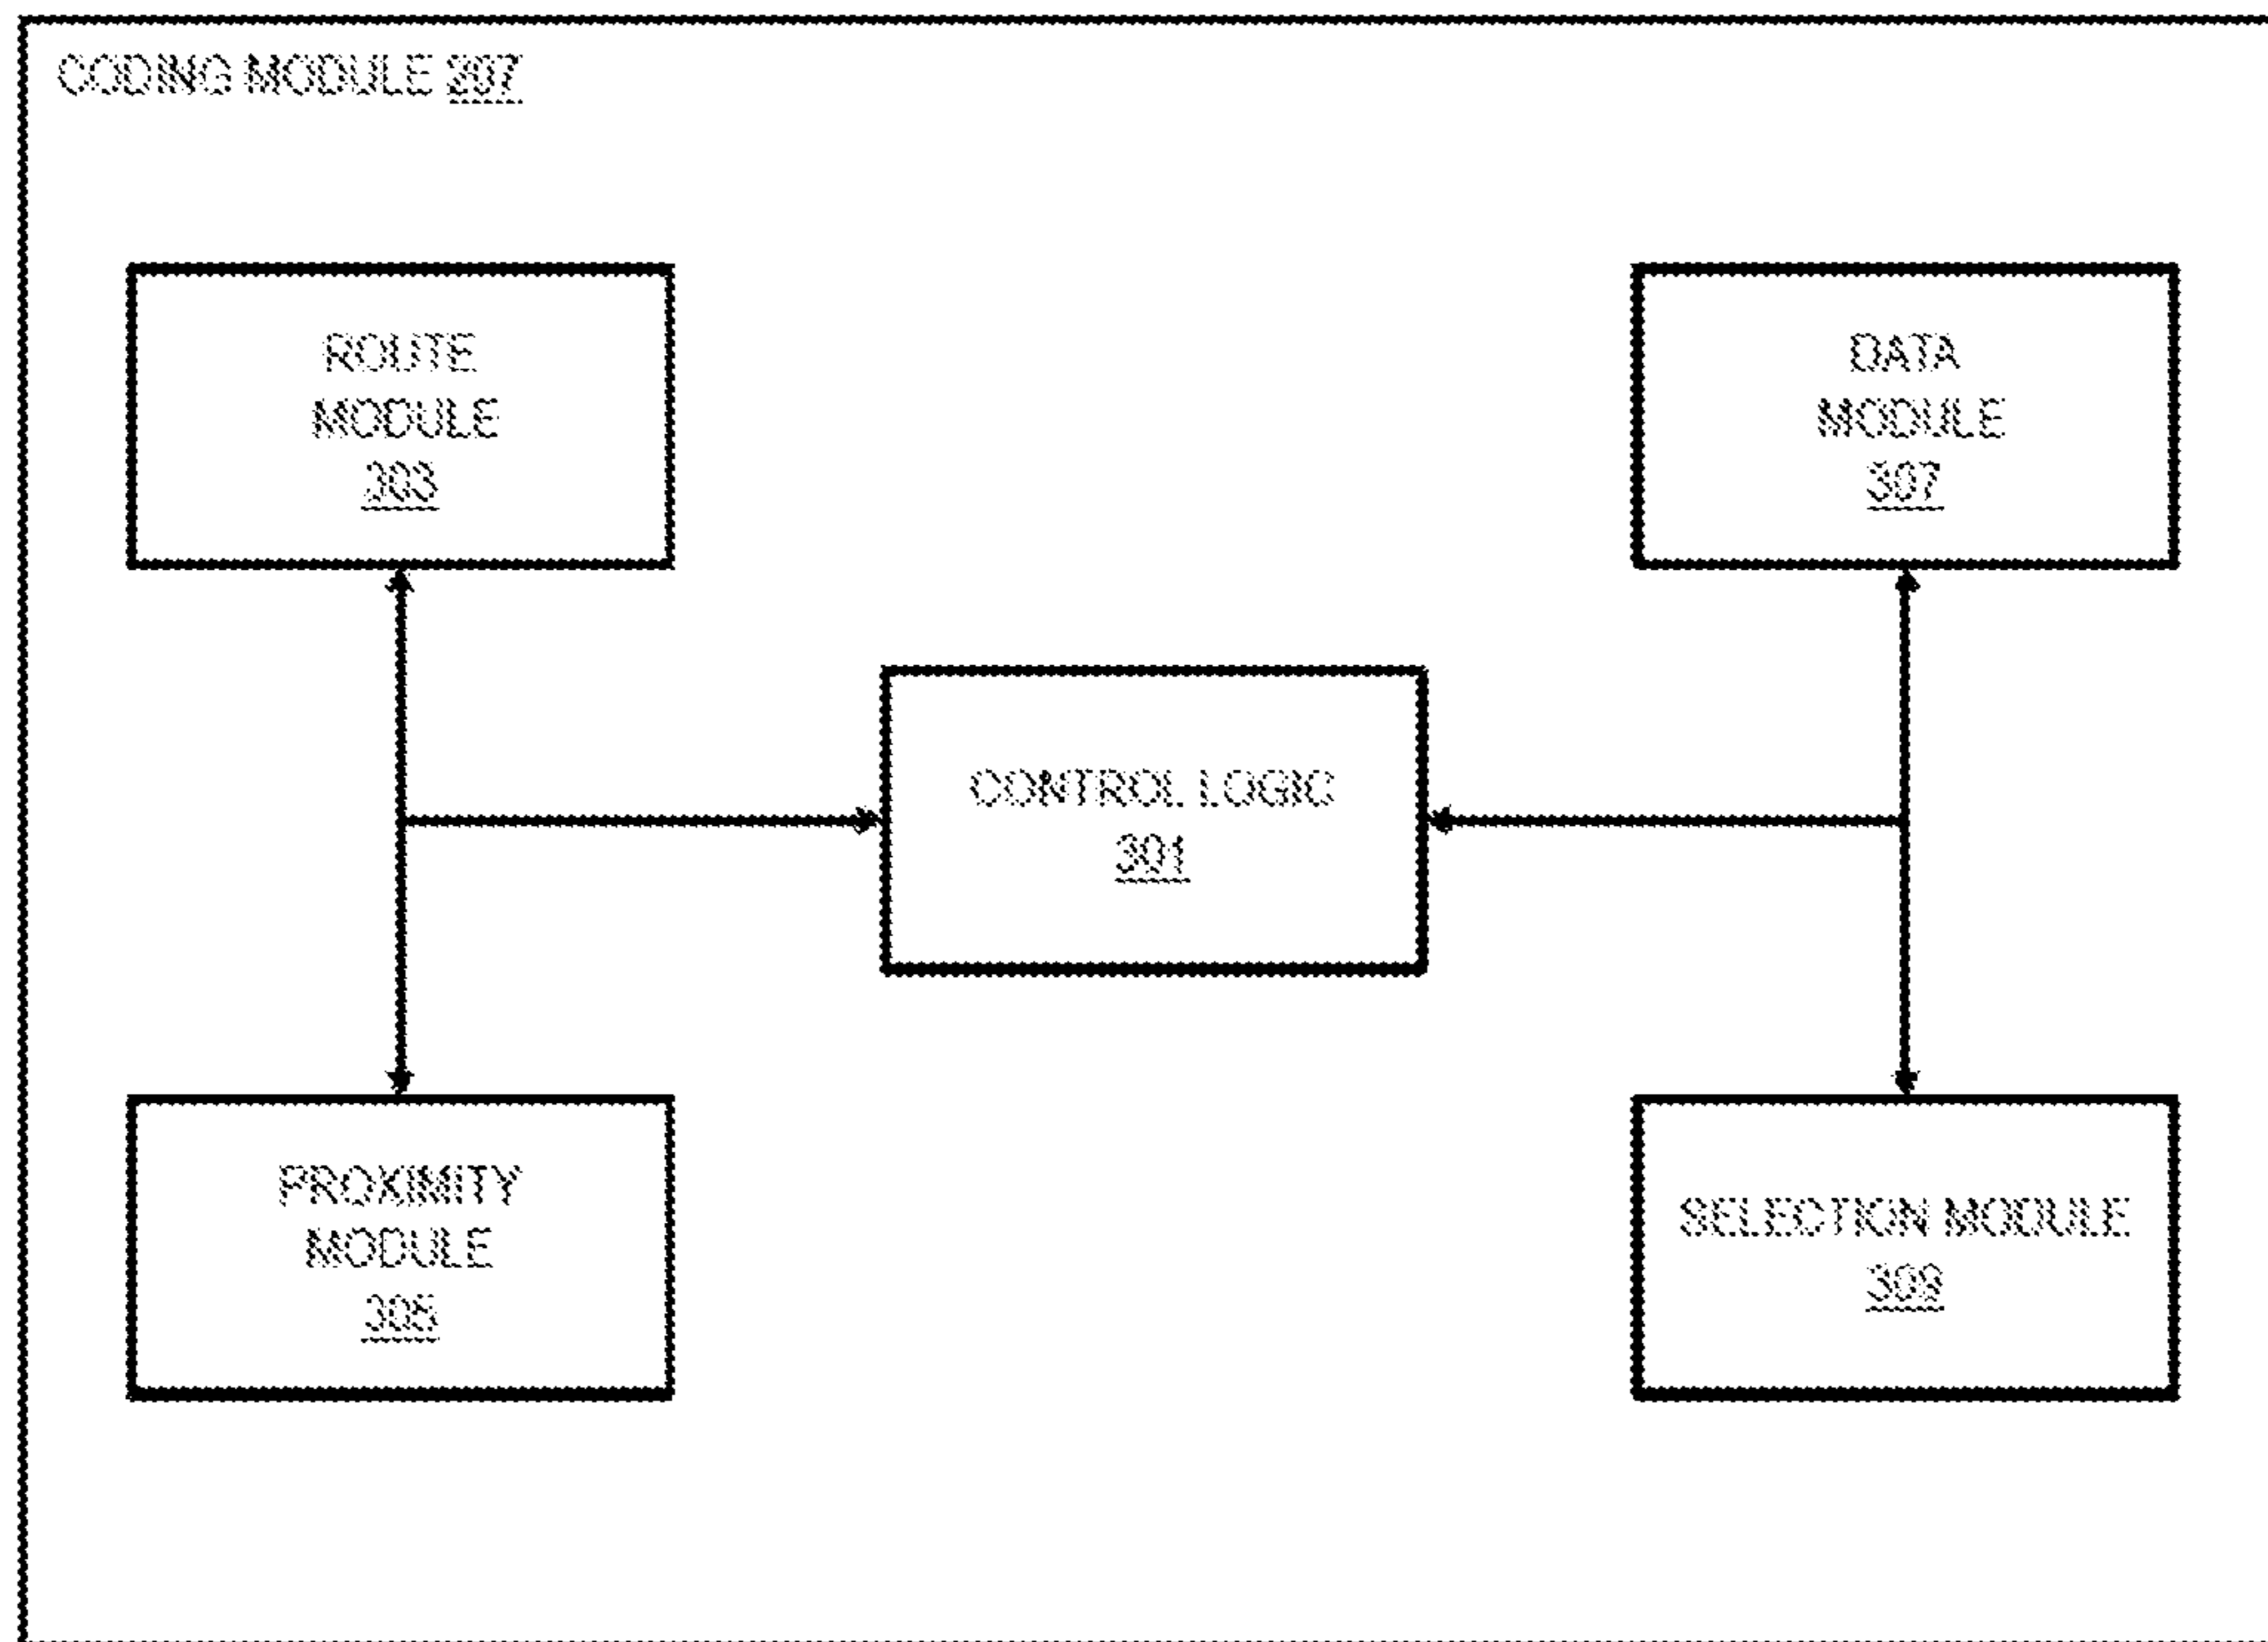 CODING MODULE 207
ROUTE
MODULE
303
DATA
MODULE
307
CONTROL LOGIC
301
PROXIMITY
MODULE
305
SELECTION MODULE
309